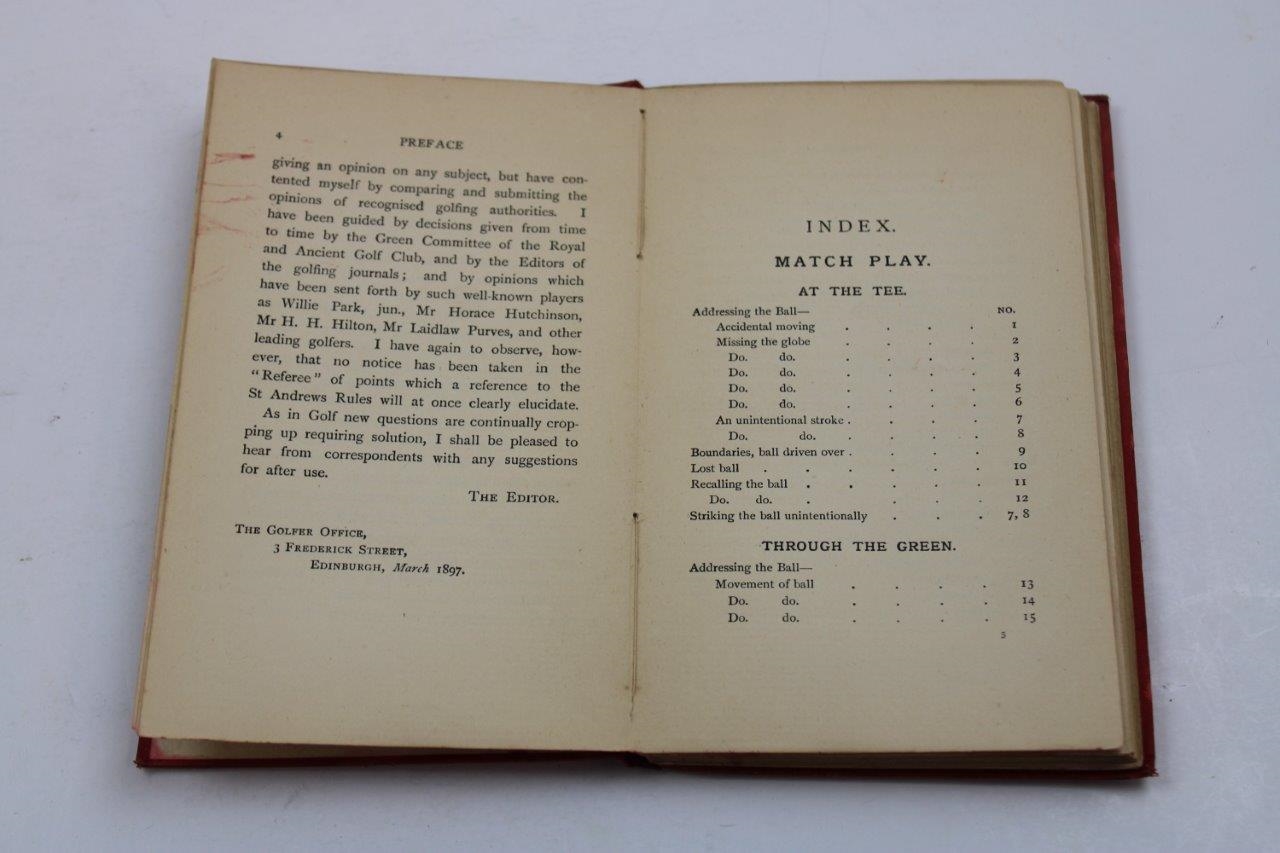 4
PREFACE
giving an opinion on any subject, but have con-
tented myself by comparing and submitting the
opinions of recognised golfing authorities. I
have been guided by decisions given from time
to time by the Green Committee of the Royal
and Ancient Golf Club, and by the Editors of
the golfing journals; and by opinions which
have been sent forth by such well-known players
as Willie Park, jun., Mr Horace Hutchinson,
Mr H. H. Hilton, Mr Laidlaw Purves, and other
leading golfers. I have again to observe, how-
ever, that no notice has been taken in the
"Referee" of points which a reference to the
St Andrews Rules will at once clearly elucidate.
As in Golf new questions are continually crop-
ping up requiring solution, I shall be pleased to
hear from correspondents with any suggestions
for after use.
THE EDITOR.
THE GOLFER OFFICE,
3 FREDERICK STREET,
EDINBURGH, March 1897.
INDEX.
MATCH PLAY.
AT THE TEE.
Addressing the Ball— NO.
Accidental moving . . . . 1
Missing the globe . . . . 2
Do. do. . . . . 3
Do. do. . . . . 4
Do. do. . . . . 5
Do. do. . . . . 6
An unintentional stroke . . . . 7
Do. do. . . . . 8
Boundaries, ball driven over . . . . 9
Lost ball . . . . . . 10
Recalling the ball . . . . . 11
Do. do. . . . . 12
Striking the ball unintentionally . . . 7, 8
THROUGH THE GREEN.
Addressing the Ball—
Movement of ball . . . . 13
Do. do. . . . . 14
Do. do. . . . . 15
5